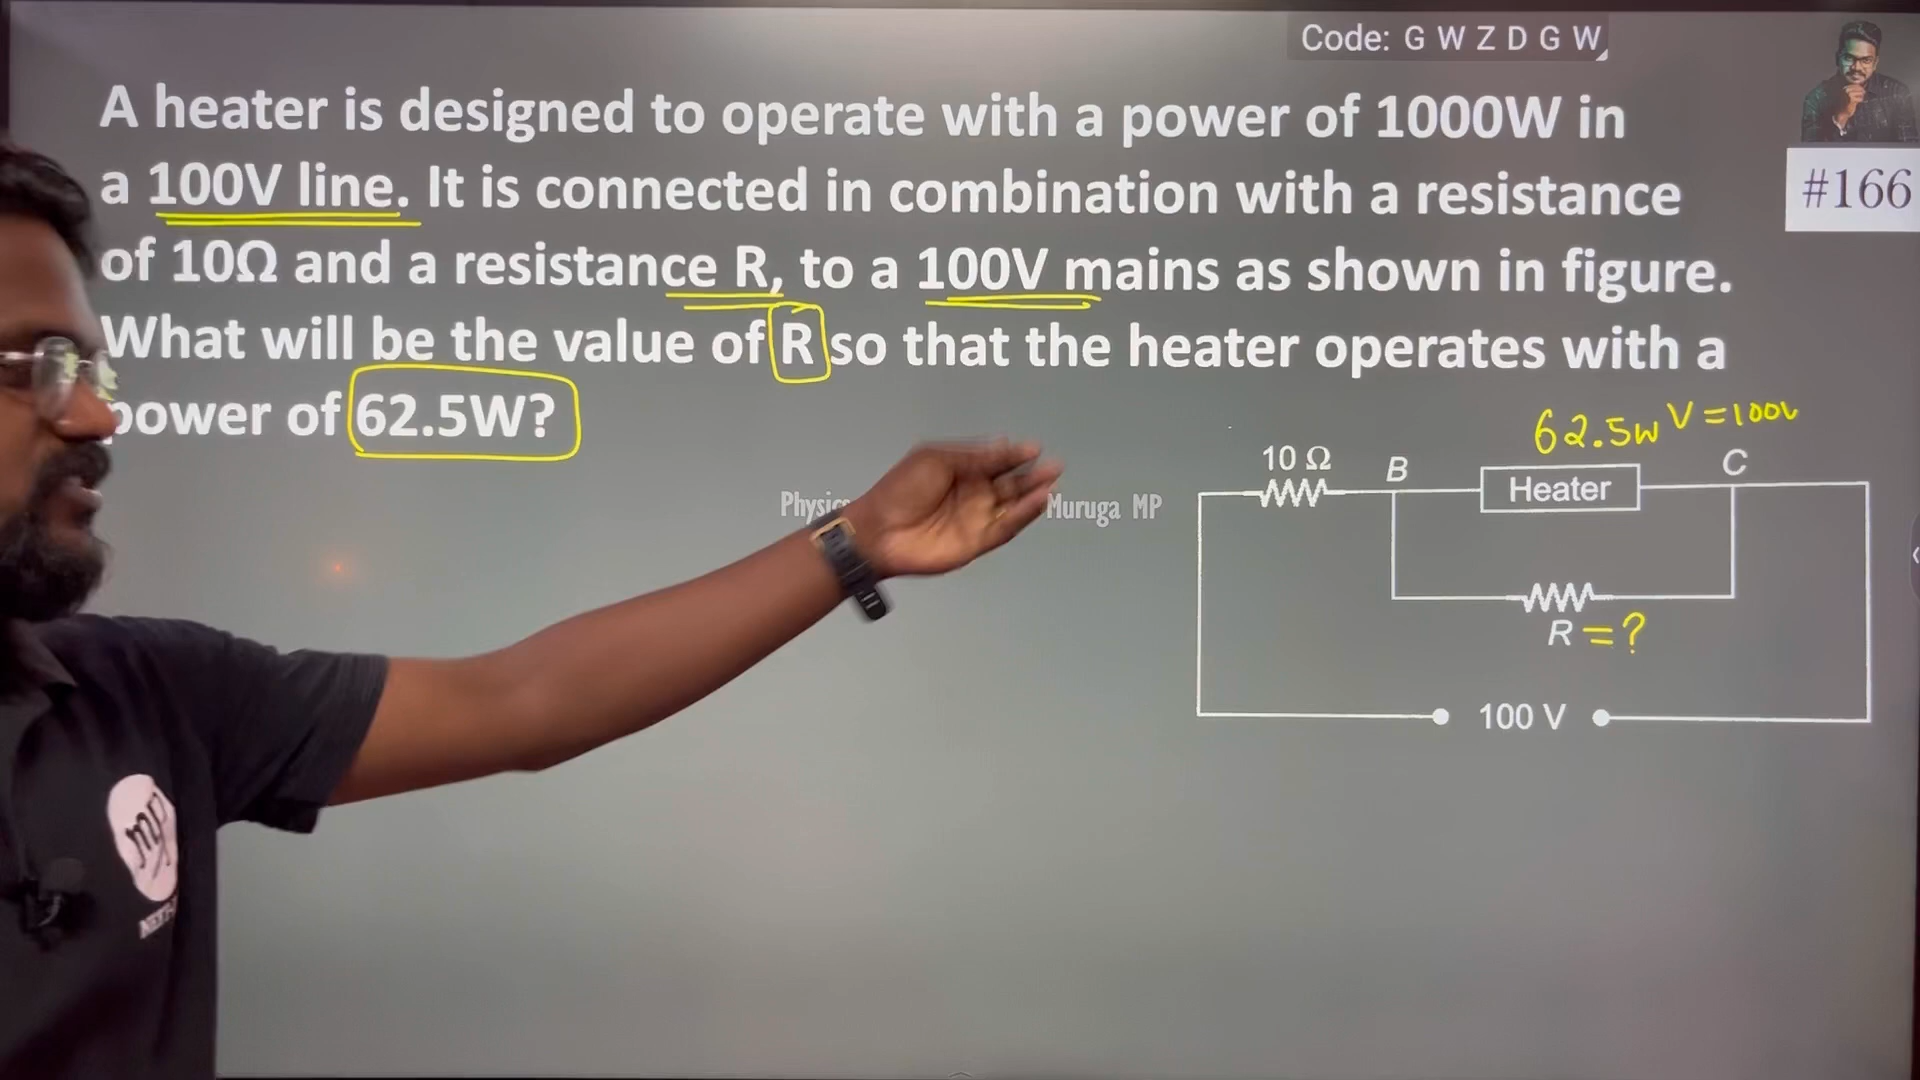 Code: G W Z D G W
A heater is designed to operate with a power of 1000W in
a 100V line. It is connected in combination with a resistance
#166
of 10Ω and a resistance R, to a 100V mains as shown in figure.
What will be the value of R so that the heater operates with a
power of 62.5W?
62.5w V = 100V
10 Ω B Heater C
Muruga MP
R = ?
100 V
mp